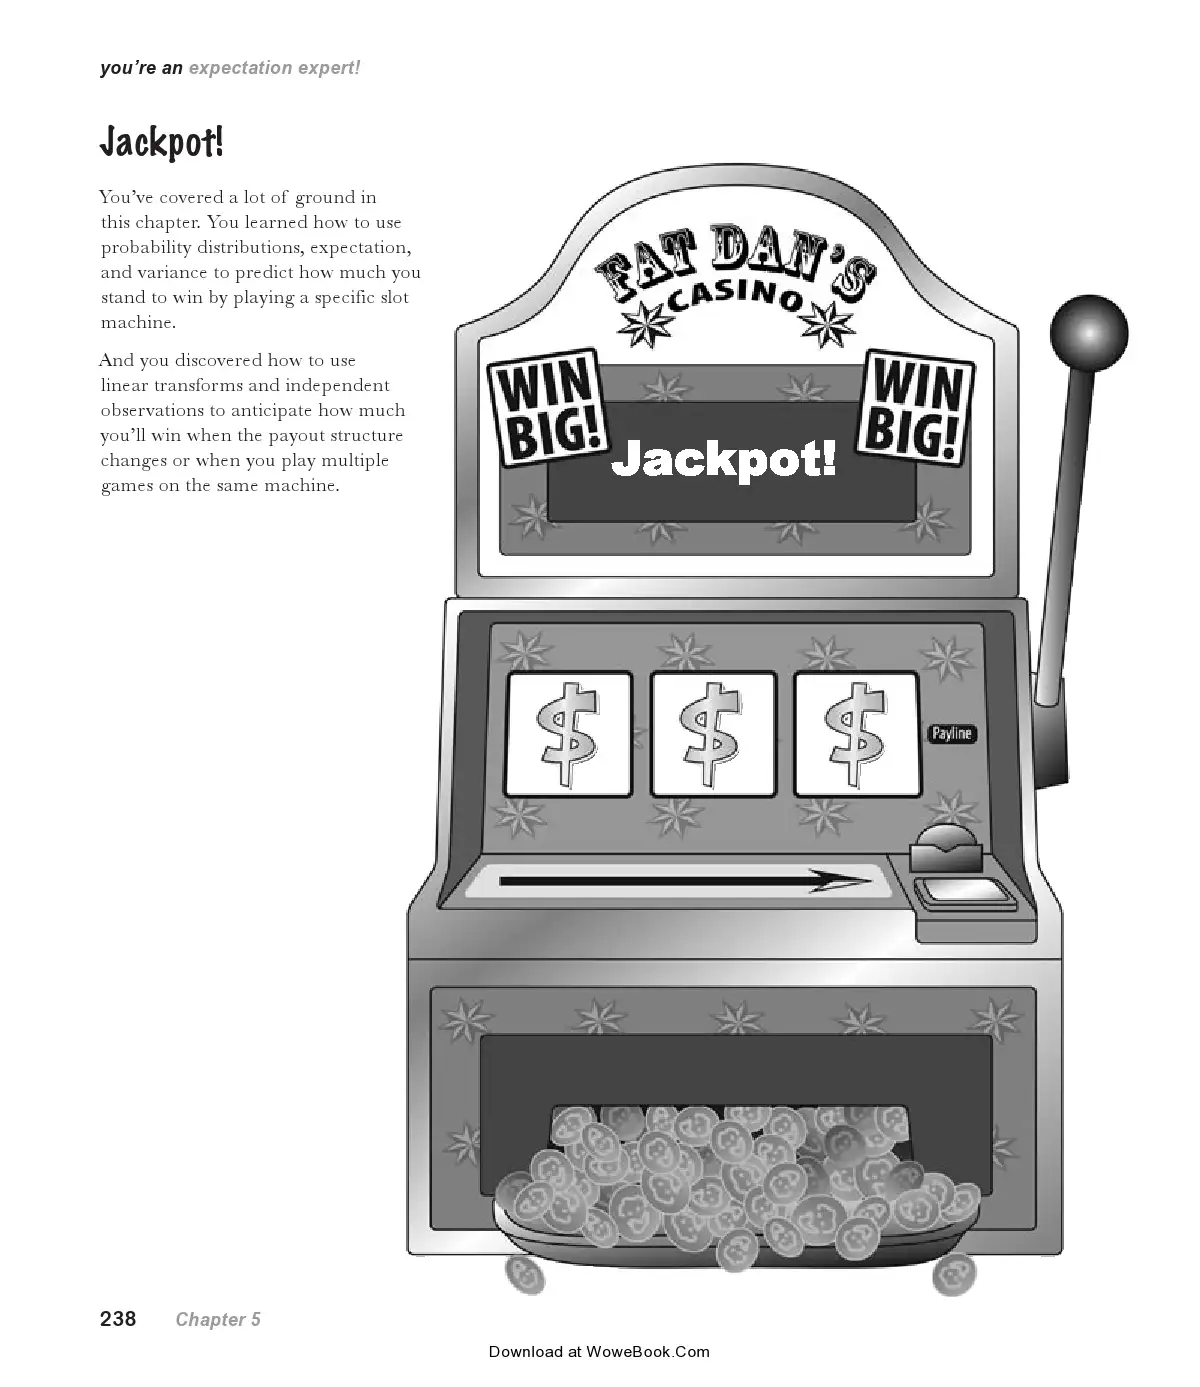 you're an expectation expert!
Jackpot!
You've covered a lot of ground in
this chapter. You learned how to use
probability distributions, expectation,
and variance to predict how much you
stand to win by playing a specific slot
machine.
And you discovered how to use
linear transforms and independent
observations to anticipate how much
you'll win when the payout structure
changes or when you play multiple
games on the same machine.
FAT DAN'S
CASINO
WIN
BIG!
Jackpot!
WIN
BIG!
$ $ $
Payline
238 Chapter 5
Download at WoweBook.Com